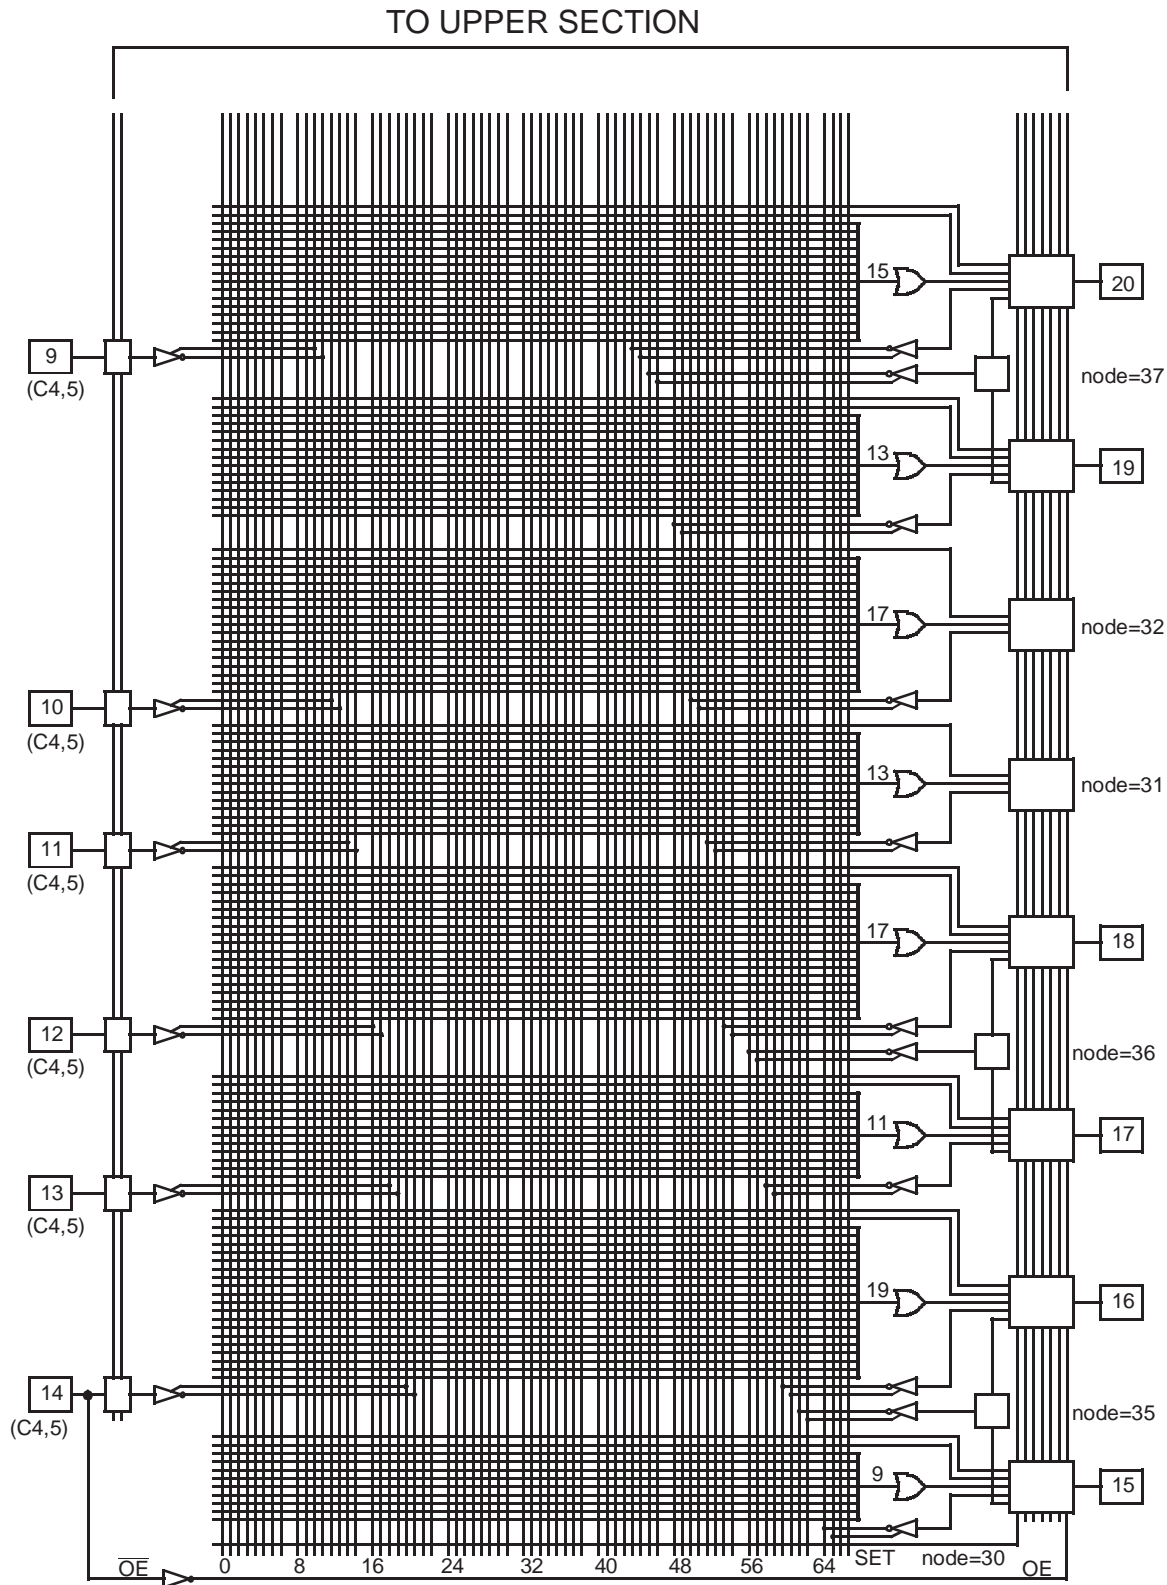 TO UPPER SECTION
15
20
9
(C4,5)
node=37
13
19
17
node=32
10
(C4,5)
13
node=31
11
(C4,5)
17
18
12
(C4,5)
node=36
11
17
13
(C4,5)
19
16
14
(C4,5)
node=35
9
15
OE 0 8 16 24 32 40 48 56 64 SET node=30 OE